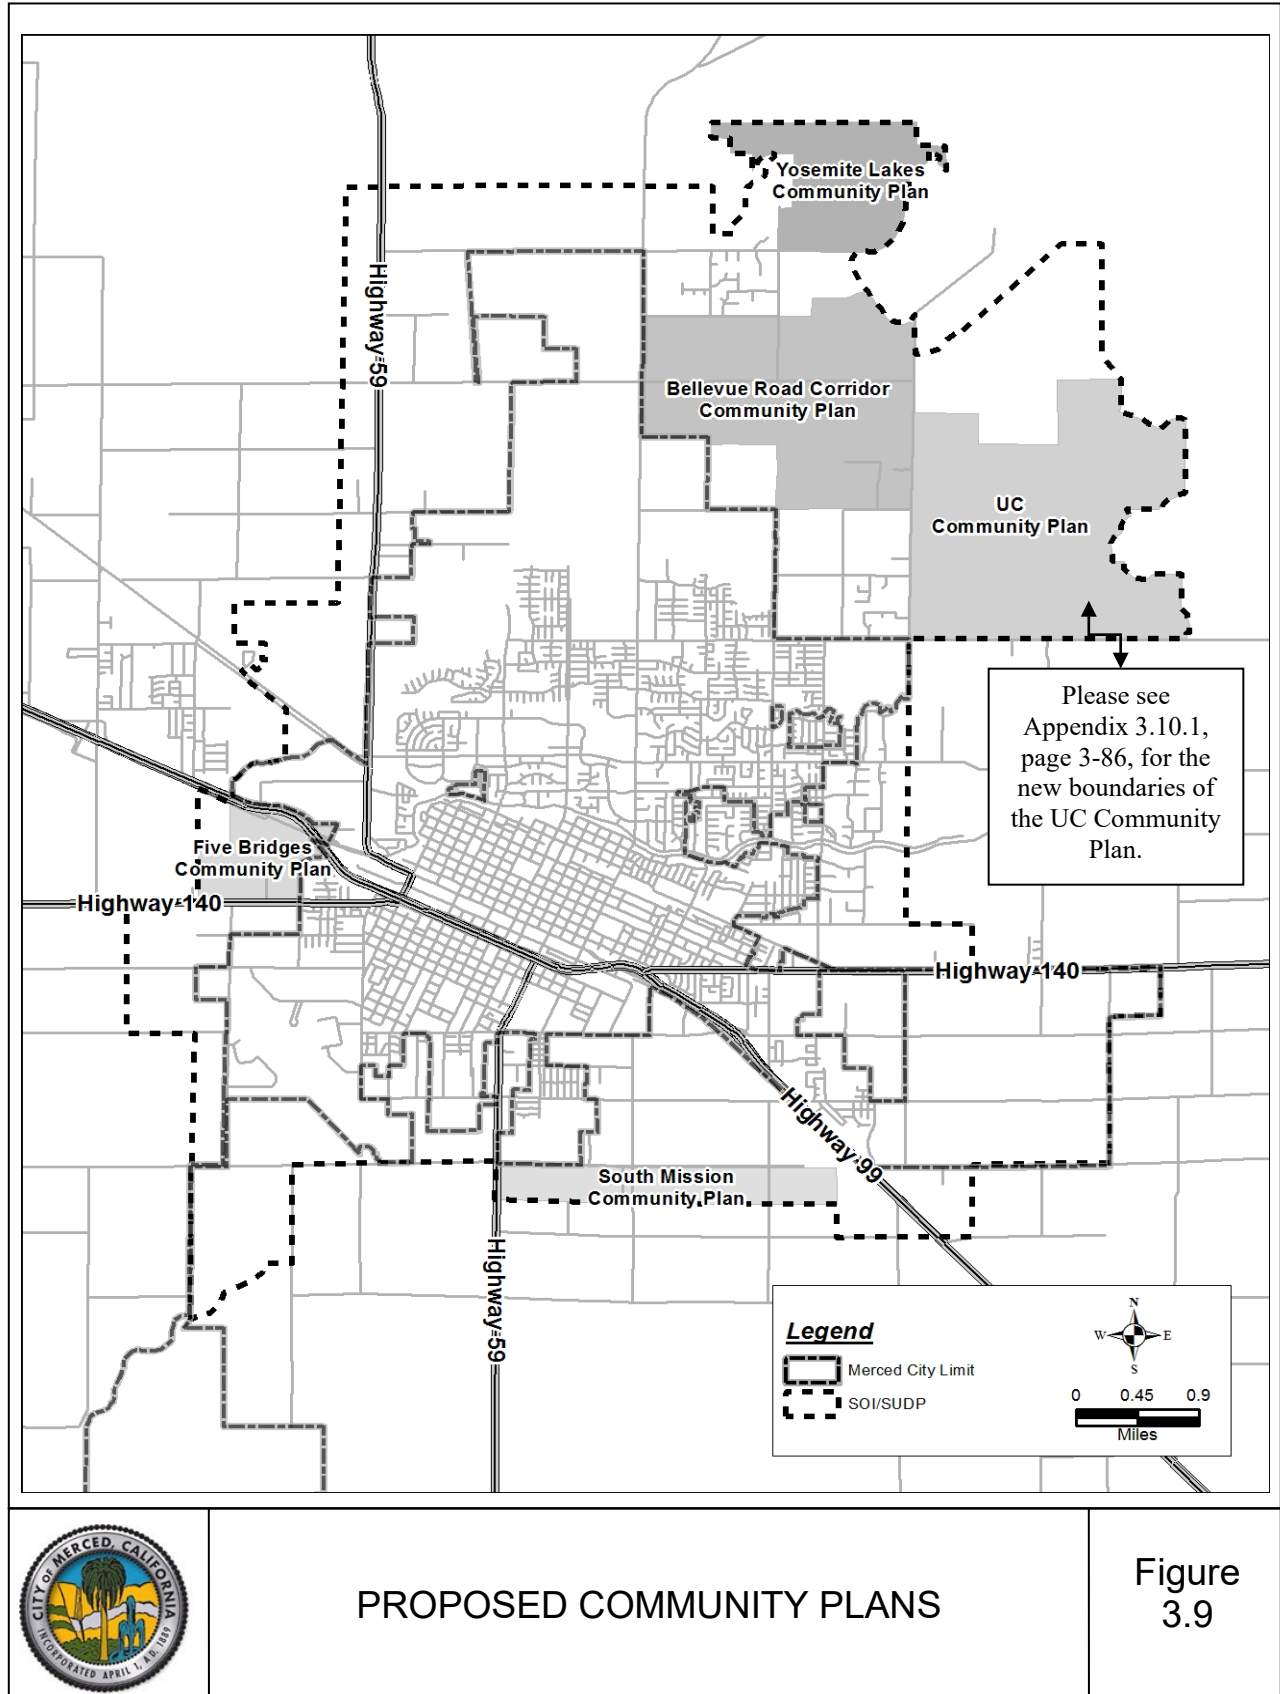 Yosemite Lakes
Community Plan
Highway 59
Bellevue Road Corridor
Community Plan
UC
Community Plan
Please see
Appendix 3.10.1,
page 3-86, for the
new boundaries of
the UC Community
Plan.
Five Bridges
Community Plan
Highway 140
Highway 140
Highway 99
South Mission
Community Plan
Highway 59
Legend
Merced City Limit
SOI/SUDP
N
W
E
S
0 0.45 0.9
Miles
CITY OF MERCED, CALIFORNIA
INCORPORATED APRIL 1, A.D. 1889
PROPOSED COMMUNITY PLANS
Figure
3.9